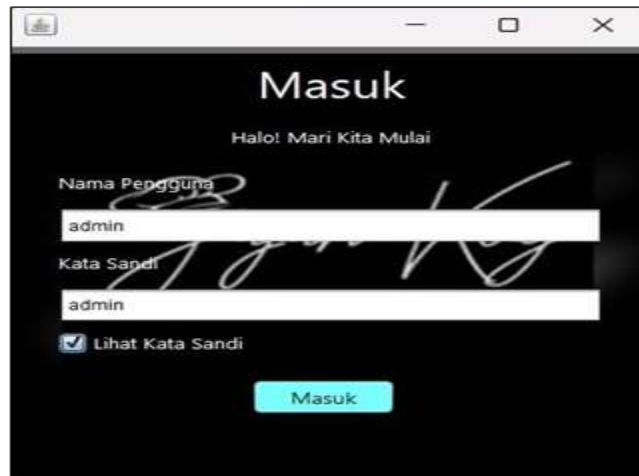 Masuk
Halo! Mari Kita Mulai
Nama Pengguna
admin
Kata Sandi
admin
Lihat Kata Sandi
Masuk